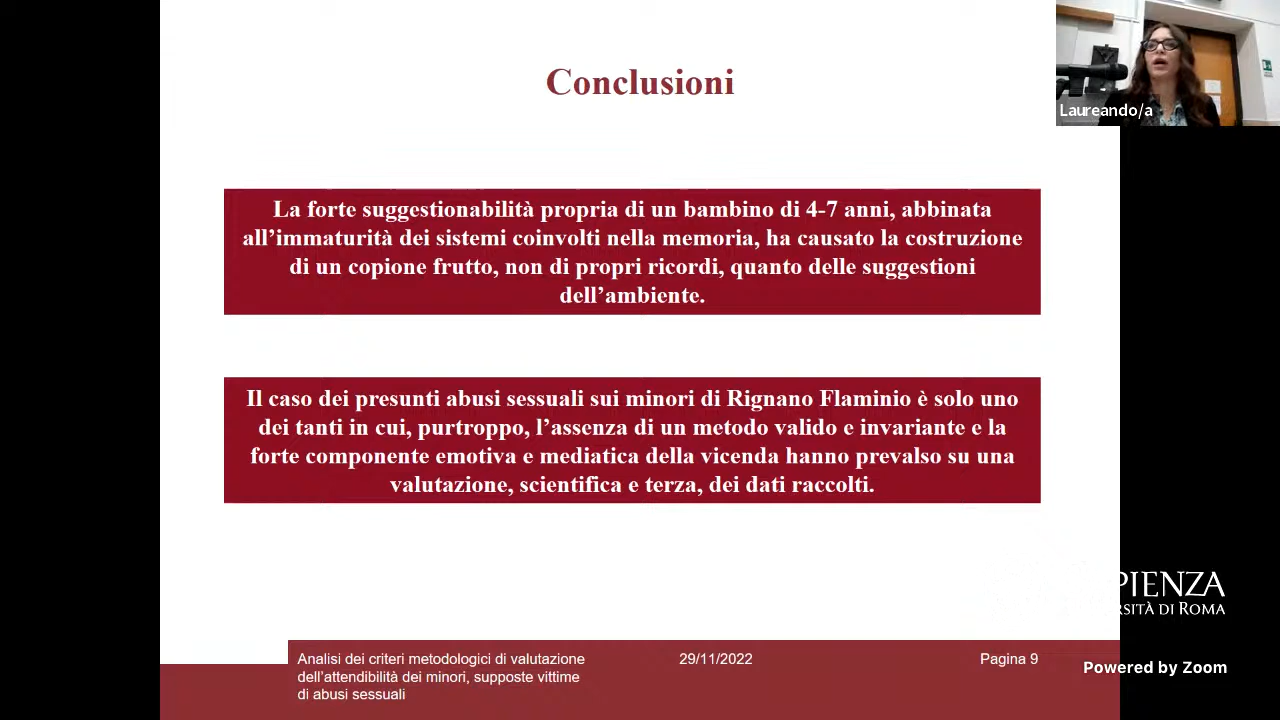 Conclusioni
Laureando/a
La forte suggestionabilità propria di un bambino di 4-7 anni, abbinata
all’immaturità dei sistemi coinvolti nella memoria, ha causato la costruzione
di un copione frutto, non di propri ricordi, quanto delle suggestioni
dell’ambiente.
Il caso dei presunti abusi sessuali sui minori di Rignano Flaminio è solo uno
dei tanti in cui, purtroppo, l’assenza di un metodo valido e invariante e la
forte componente emotiva e mediatica della vicenda hanno prevalso su una
valutazione, scientifica e terza, dei dati raccolti.
PIENZA
RSITÀ DI ROMA
Analisi dei criteri metodologici di valutazione
dell’attendibilità dei minori, supposte vittime
di abusi sessuali
29/11/2022
Pagina 9
Powered by Zoom